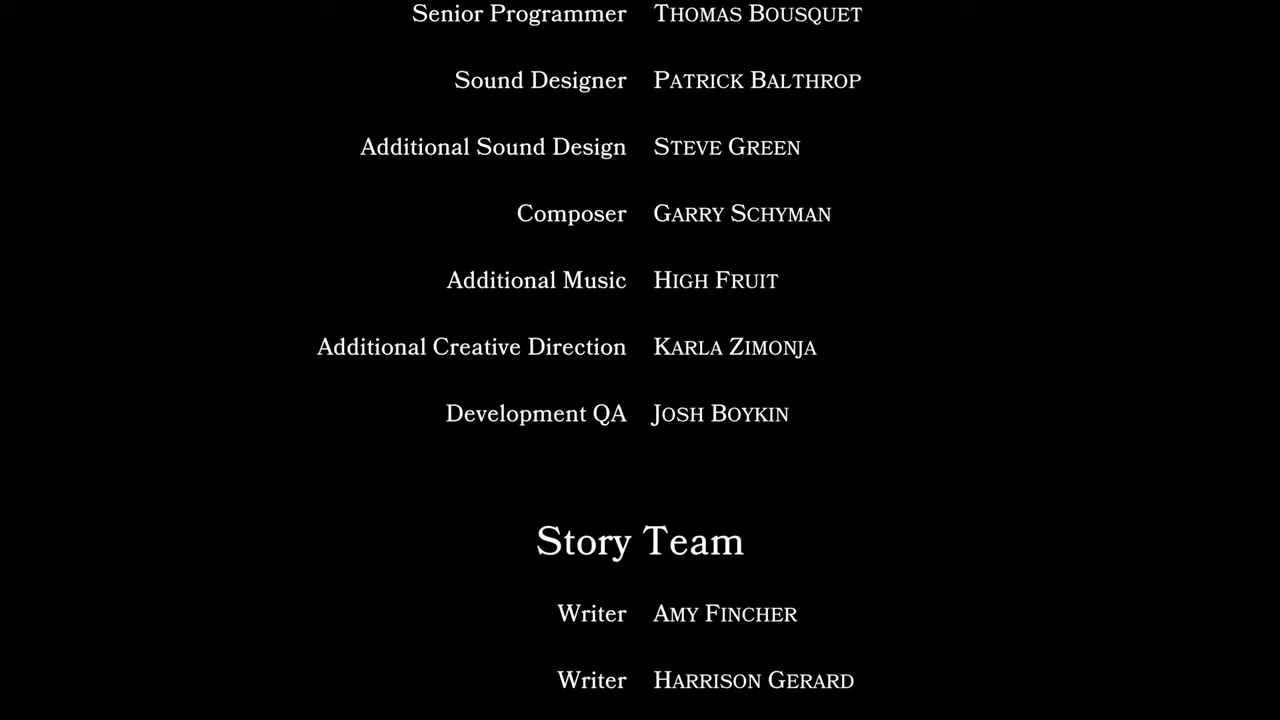 Senior Programmer THOMAS BOUSQUET
Sound Designer PATRICK BALTHROP
Additional Sound Design STEVE GREEN
Composer GARRY SCHYMAN
Additional Music HIGH FRUIT
Additional Creative Direction KARLA ZIMONJA
Development QA JOSH BOYKIN
Story Team
Writer AMY FINCHER
Writer HARRISON GERARD